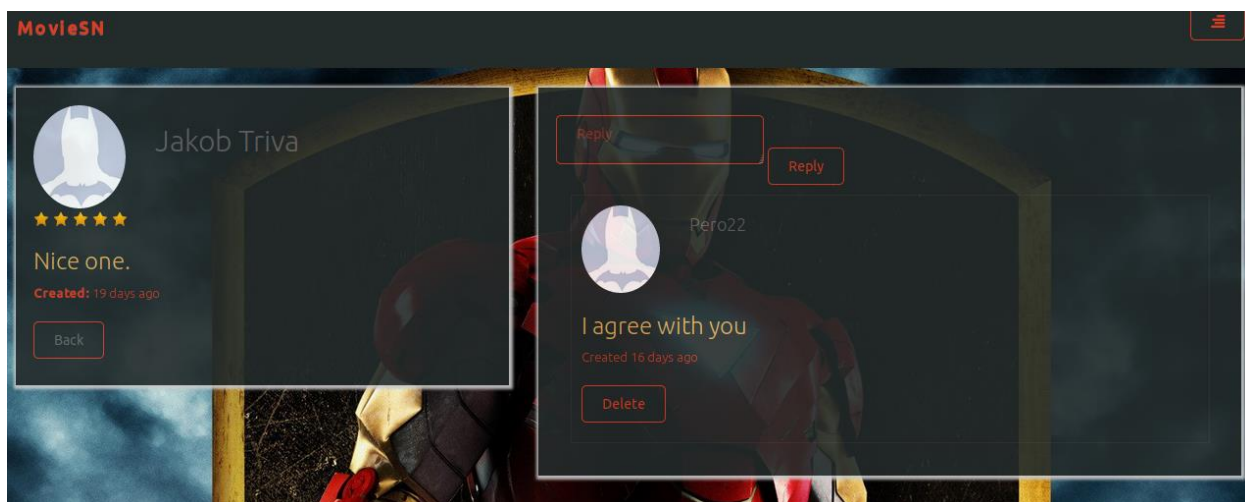 MovieSN
Jakob Triva
Nice one.
Created: 19 days ago
Back
Reply
Reply
Pero22
I agree with you
Created 16 days ago
Delete